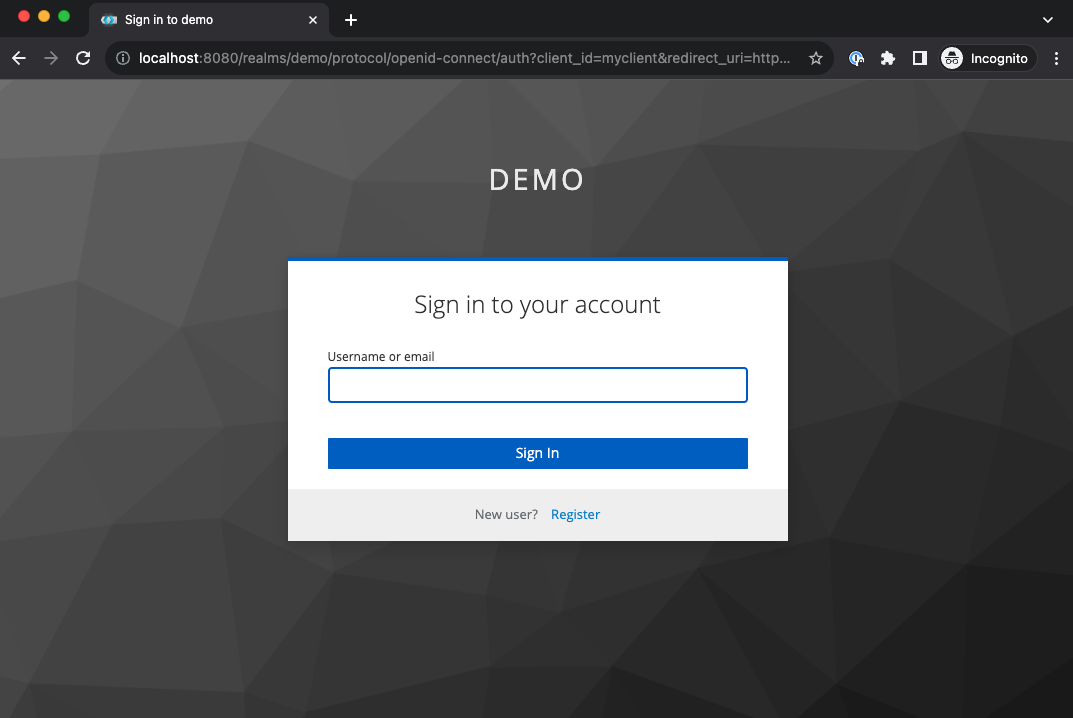 Sign in to demo
localhost:8080/realms/demo/protocol/openid-connect/auth?client_id=myclient&redirect_uri=http...
Incognito
DEMO
Sign in to your account
Username or email
Sign In
New user? Register